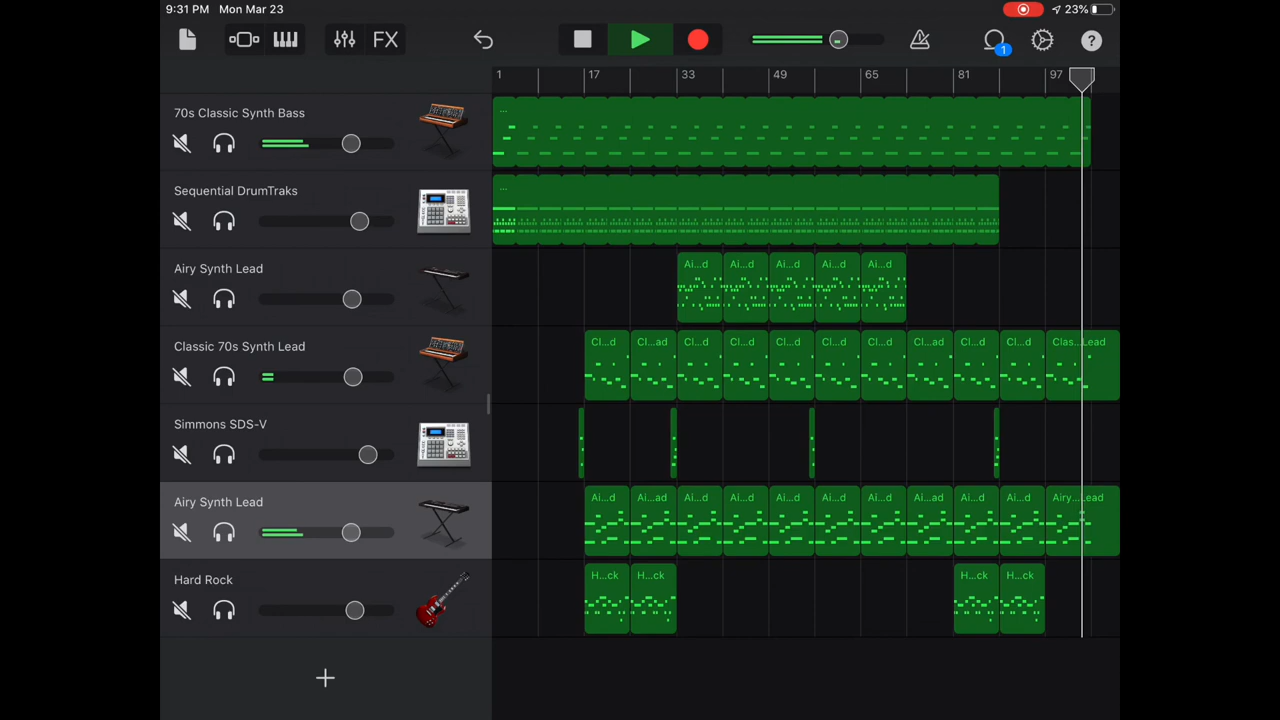 9:31 PM Mon Mar 23
23%
FX
1
?
1 17 33 49 65 81 97
70s Classic Synth Bass
...
Sequential DrumTraks
...
Airy Synth Lead
Ai...d Ai...d Ai...d Ai...d Ai...d
Classic 70s Synth Lead
Cl...d Cl...ad Cl...d Cl...d Cl...d Cl...d Cl...d Cl...ad Cl...d Cl...d Clas...Lead
Simmons SDS-V
Airy Synth Lead
Ai...d Ai...ad Ai...d Ai...d Ai...d Ai...d Ai...d Ai...ad Ai...d Ai...d Airy...Lead
Hard Rock
H...ck H...ck H...ck H...ck